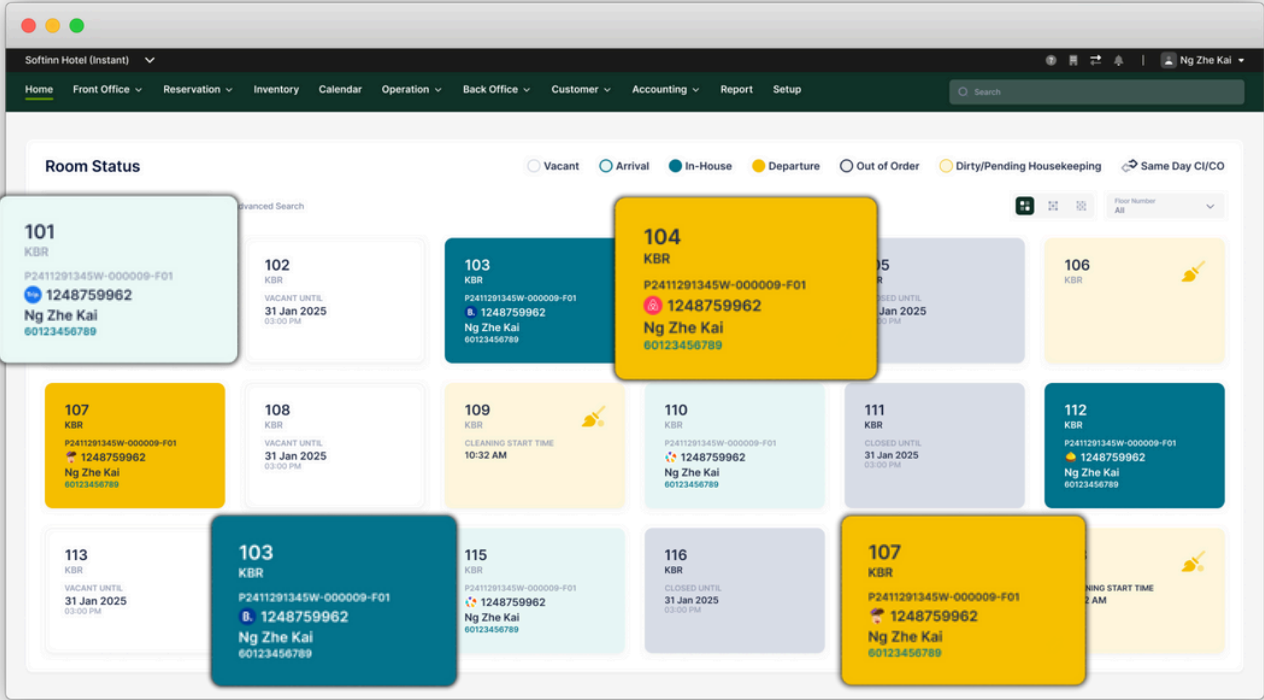 Softinn Hotel (Instant)
Ng Zhe Kai
Home Front Office Reservation Inventory Calendar Operation Back Office Customer Accounting Report Setup
Search
Room Status
Vacant Arrival In-House Departure Out of Order Dirty/Pending Housekeeping Same Day CI/CO
Search
Floor Number
All
101
KBR
P2411291345W-000009-F01
Trip 1248759962
Ng Zhe Kai
60123456789
102
KBR
VACANT UNTIL
31 Jan 2025
03:00 PM
103
KBR
P2411291345W-000009-F01
B. 1248759962
Ng Zhe Kai
60123456789
104
KBR
P2411291345W-000009-F01
1248759962
Ng Zhe Kai
60123456789
UNTIL
Jan 2025
PM
106
KBR
107
KBR
P2411291345W-000009-F01
1248759962
Ng Zhe Kai
60123456789
108
KBR
VACANT UNTIL
31 Jan 2025
03:00 PM
109
KBR
CLEANING START TIME
10:32 AM
110
KBR
P2411291345W-000009-F01
1248759962
Ng Zhe Kai
60123456789
111
KBR
CLOSED UNTIL
31 Jan 2025
03:00 PM
112
KBR
P2411291345W-000009-F01
1248759962
Ng Zhe Kai
60123456789
113
KBR
VACANT UNTIL
31 Jan 2025
03:00 PM
103
KBR
P2411291345W-000009-F01
B. 1248759962
Ng Zhe Kai
60123456789
115
KBR
P2411291345W-000009-F01
1248759962
Ng Zhe Kai
60123456789
116
KBR
CLOSED UNTIL
31 Jan 2025
03:00 PM
107
KBR
P2411291345W-000009-F01
1248759962
Ng Zhe Kai
60123456789
START TIME
AM